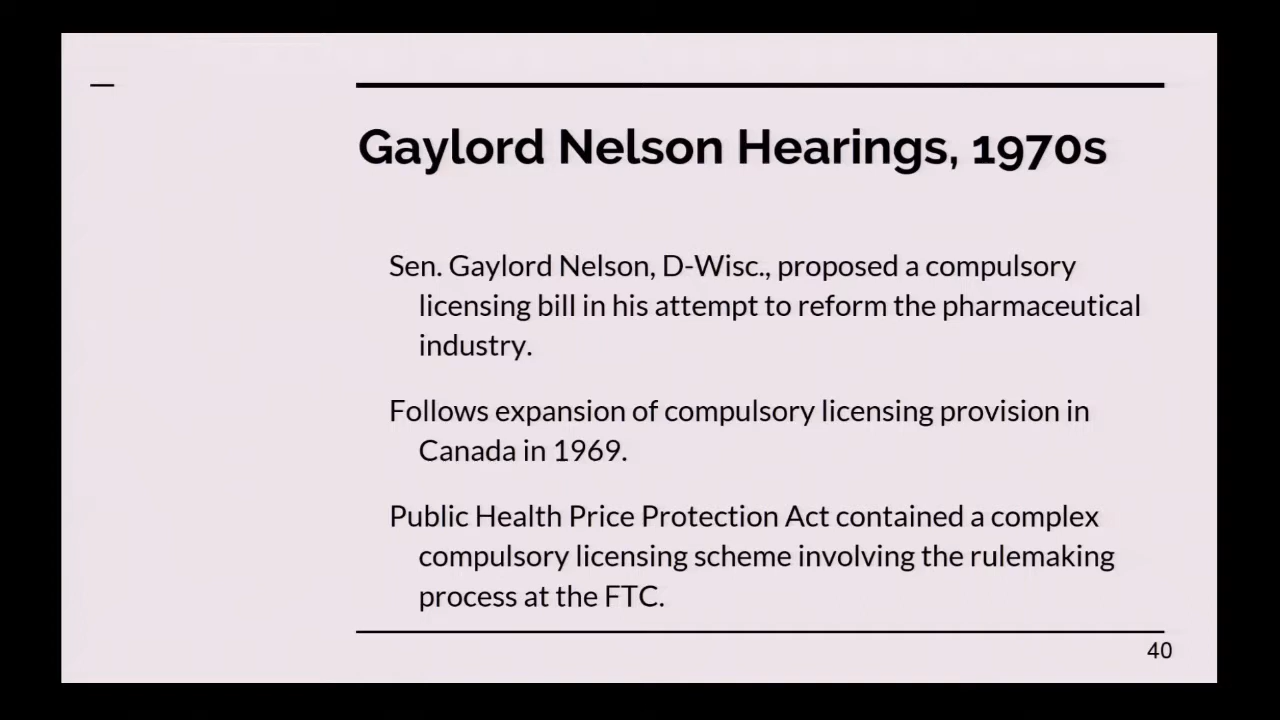 Gaylord Nelson Hearings, 1970s
Sen. Gaylord Nelson, D-Wisc., proposed a compulsory
licensing bill in his attempt to reform the pharmaceutical
industry.
Follows expansion of compulsory licensing provision in
Canada in 1969.
Public Health Price Protection Act contained a complex
compulsory licensing scheme involving the rulemaking
process at the FTC.
40